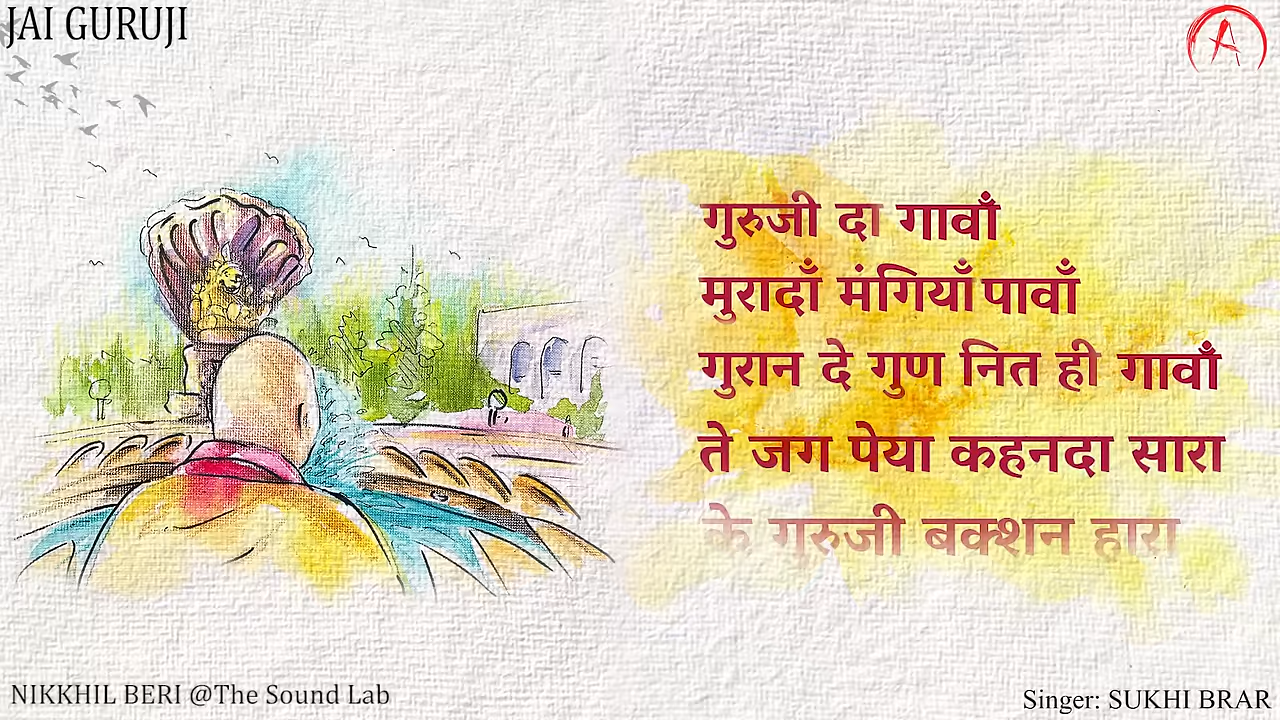 JAI GURUJI
गुरुजी दा गावाँ
मुरादाँ मंगियाँ पावाँ
गुरान दे गुण नित ही गावाँ
ते जग पेया कहनदा सारा
के गुरुजी बक्शन हारा
NIKKHIL BERI @The Sound Lab
Singer: SUKHI BRAR